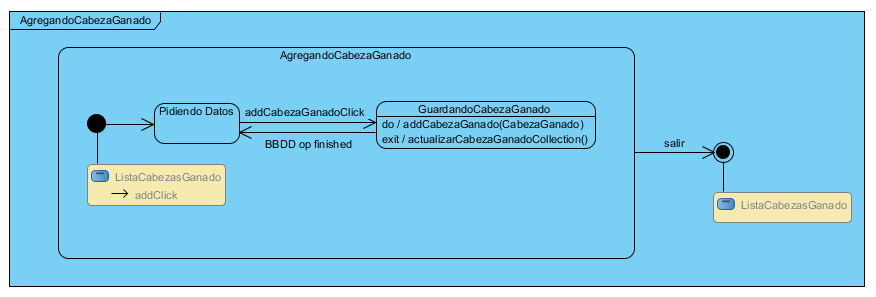 AgregandoCabezaGanado
AgregandoCabezaGanado
Pidiendo Datos
addCabezaGanadoClick
BBDD op finished
GuardandoCabezaGanado
do / addCabezaGanado(CabezaGanado)
exit / actualizarCabezaGanadoCollection()
salir
ListaCabezasGanado
addClick
ListaCabezasGanado